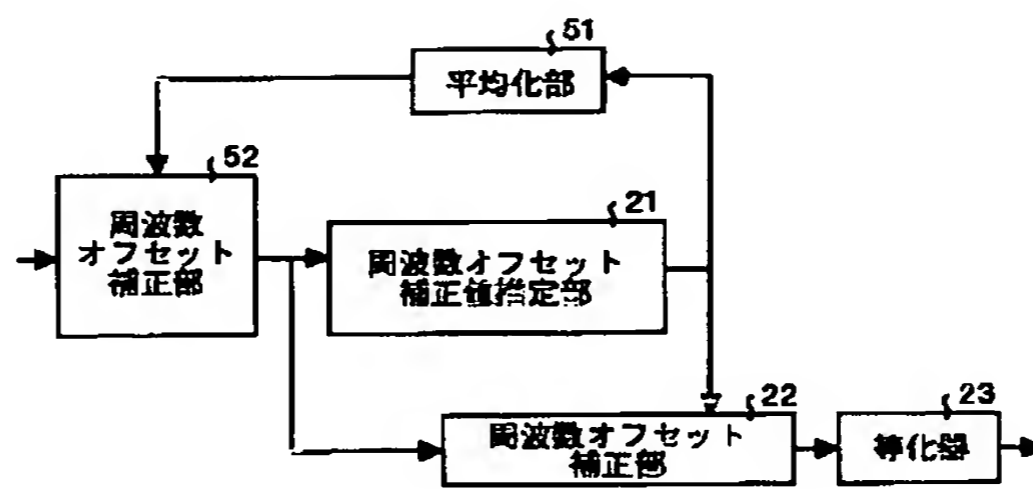 51
平均化部
52
周波数
オフセット
補正部
21
周波数オフセット
補正値推定部
22
周波数オフセット
補正部
23
等化器